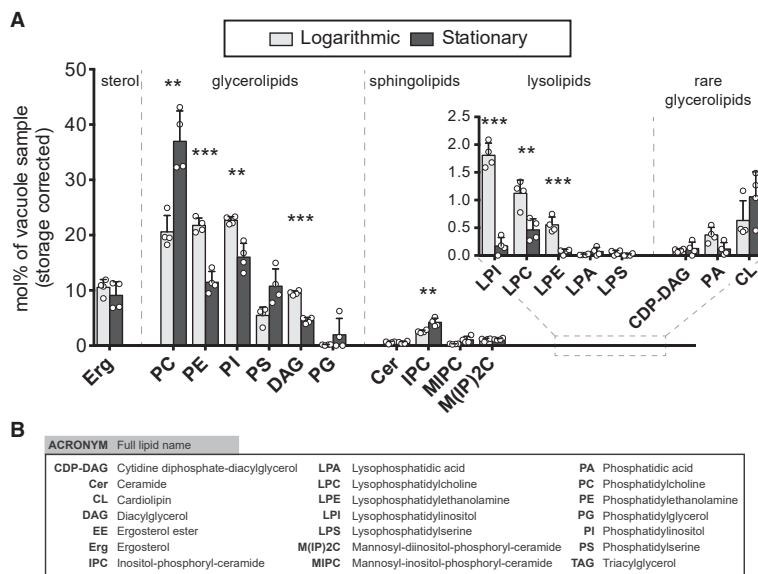 A
Logarithmic Stationary
sterol glycerolipids sphingolipids lysolipids rare
glycerolipids
mol% of vacuole sample
(storage corrected)
50
40
30
20
10
0
** *** ** *** **
2.5
2.0
1.5
1.0
0.5
0.0
*** ** ***
LPI LPC LPE LPA LPS CDP-DAG PA CL
Erg PC PE PI PS DAG PG Cer IPC MIPC M(IP)2C
B
ACRONYM Full lipid name
CDP-DAG Cytidine diphosphate-diacylglycerol LPA Lysophosphatidic acid PA Phosphatidic acid
Cer Ceramide LPC Lysophosphatidylcholine PC Phosphatidylcholine
CL Cardiolipin LPE Lysophosphatidylethanolamine PE Phosphatidylethanolamine
DAG Diacylglycerol LPI Lysophosphatidylinositol PG Phosphatidylglycerol
EE Ergosterol ester LPS Lysophosphatidylserine PI Phosphatidylinositol
Erg Ergosterol M(IP)2C Mannosyl-diinositol-phosphoryl-ceramide PS Phosphatidylserine
IPC Inositol-phosphoryl-ceramide MIPC Mannosyl-inositol-phosphoryl-ceramide TAG Triacylglycerol